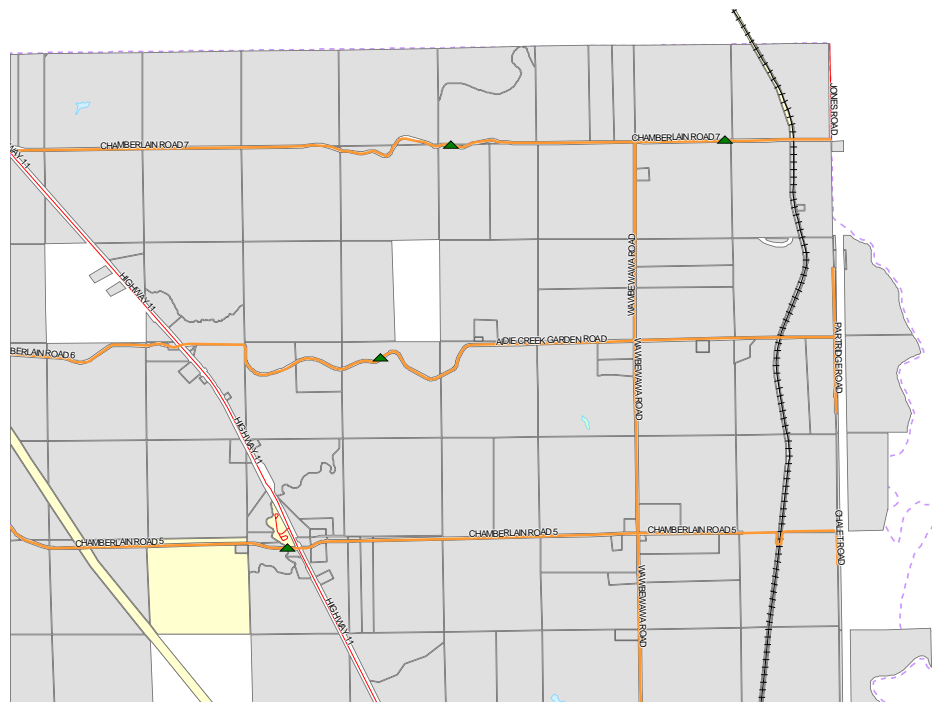 JONES ROAD
CHAMBERLAIN ROAD 7
CHAMBERLAIN ROAD 7
WAY 11
HIGHWAY 11
WAWBEWAWA ROAD
BERLAIN ROAD 6
AIDIE CREEK GARDEN ROAD
PARTRIDGE ROAD
WAWBEWAWA ROAD
HIGHWAY 11
CHAMBERLAIN ROAD 5
CHAMBERLAIN ROAD 5
CHAMBERLAIN ROAD 5
CHALET ROAD
WAWBEWAWA ROAD
HIGHWAY 11